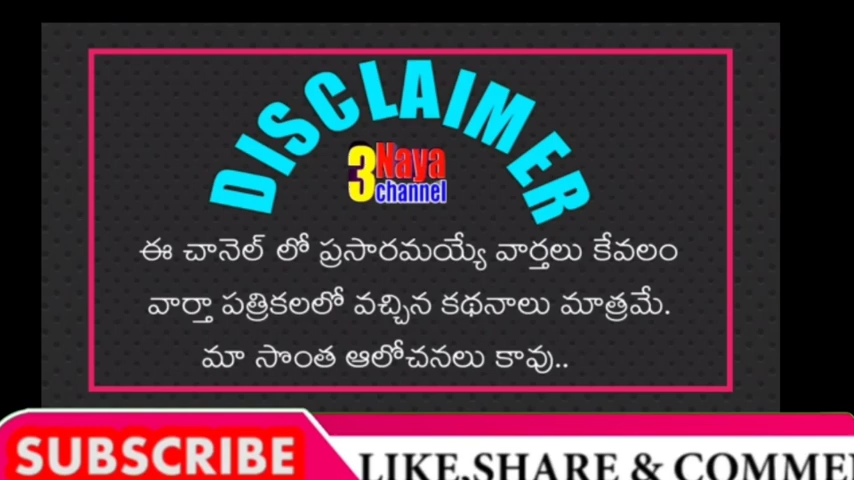 DISCLAIMER
3 Naya
channel
ఈ చానెల్ లో ప్రసారమయ్యే వార్తలు కేవలం
వార్తా పత్రికలలో వచ్చిన కథనాలు మాత్రమే.
మా సొంత ఆలోచనలు కావు..
SUBSCRIBE
LIKE,SHARE & COMME